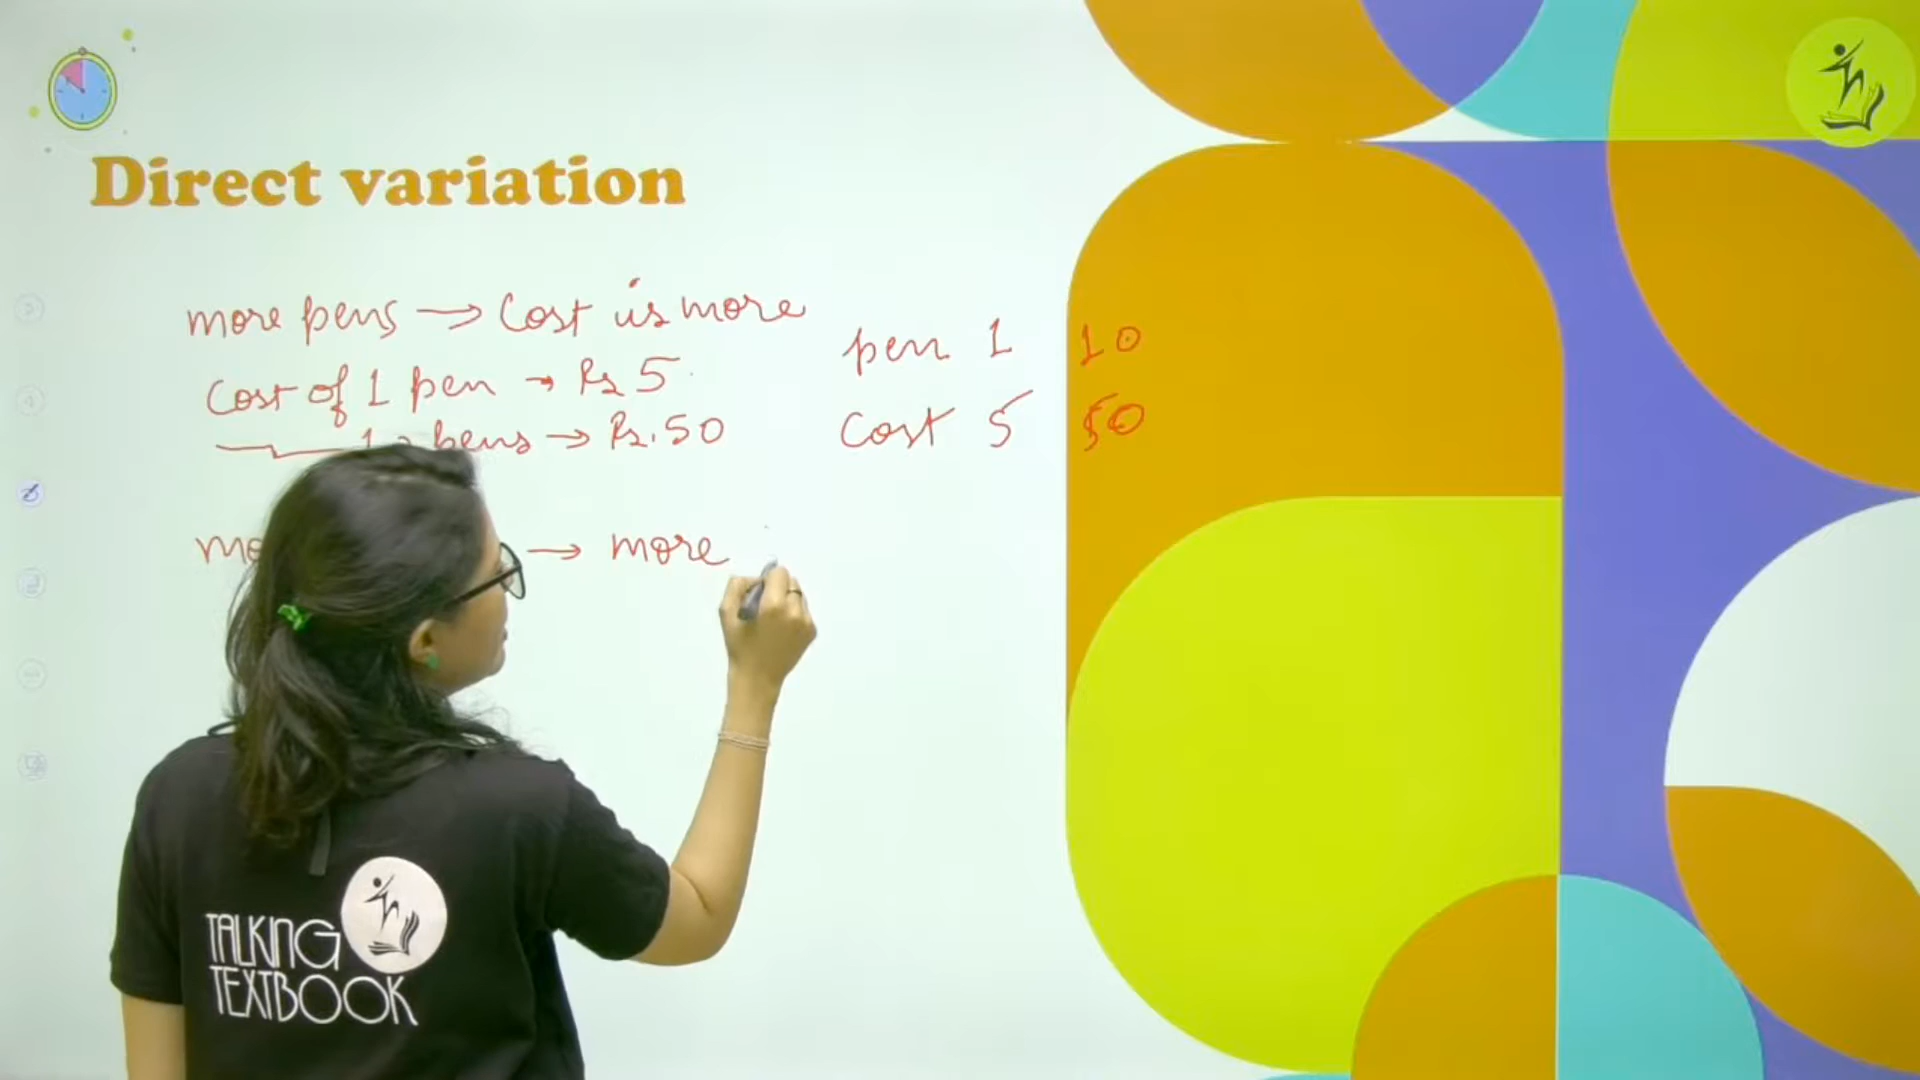 Direct variation
more pens → Cost is more
Cost of 1 pen → Rs 5
pens → Rs. 50
→ more
pen 1 10
Cost 5 50
TALKING
TEXTBOOK